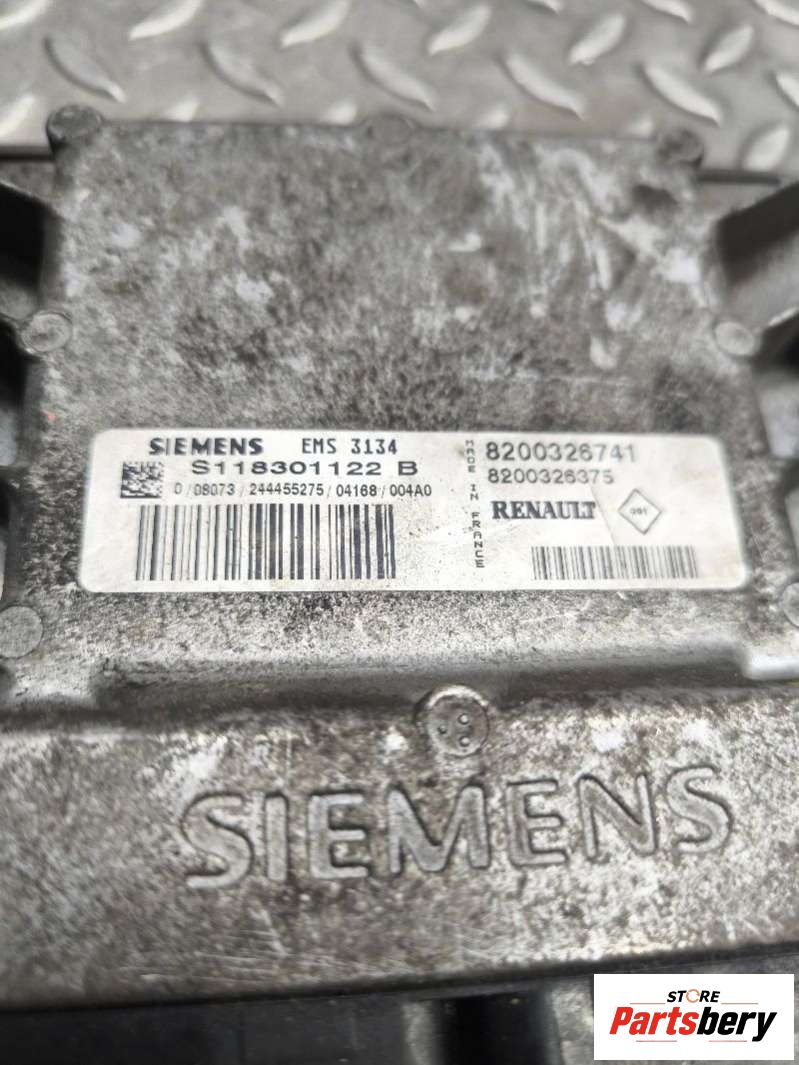 SIEMENS EMS 3134
S118301122 B
0/08073/244455275/04168/004A0
MADE IN FRANCE
8200326741
8200326375
RENAULT
SIEMENS
STORE
Partsbery